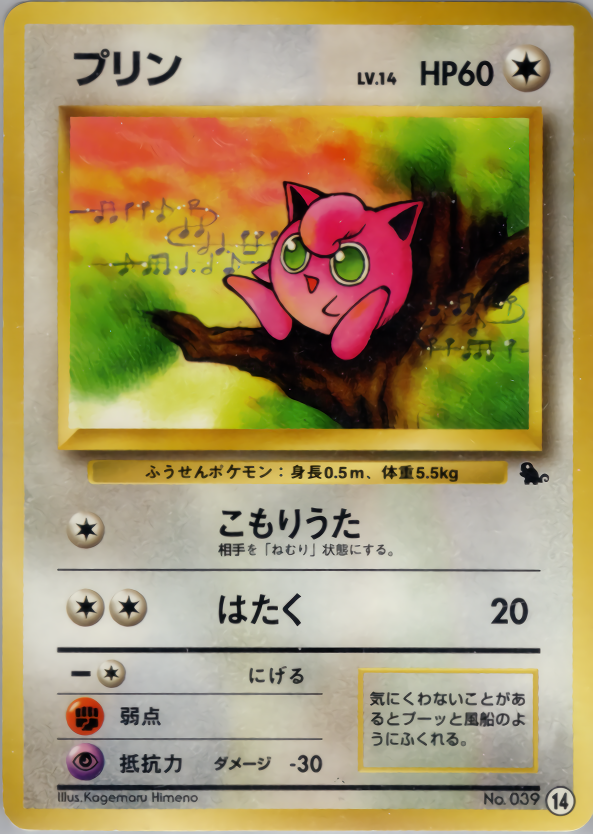 プリン
LV.14 HP60
ふうせんポケモン：身長0.5m、体重5.5kg
こもりうた
相手を「ねむり」状態にする。
はたく 20
にげる
弱点
抵抗力 ダメージ -30
気にくわないことがあ
るとプーッと風船のよ
うにふくれる。
Illus.Kagemaru Himeno
No. 039
14